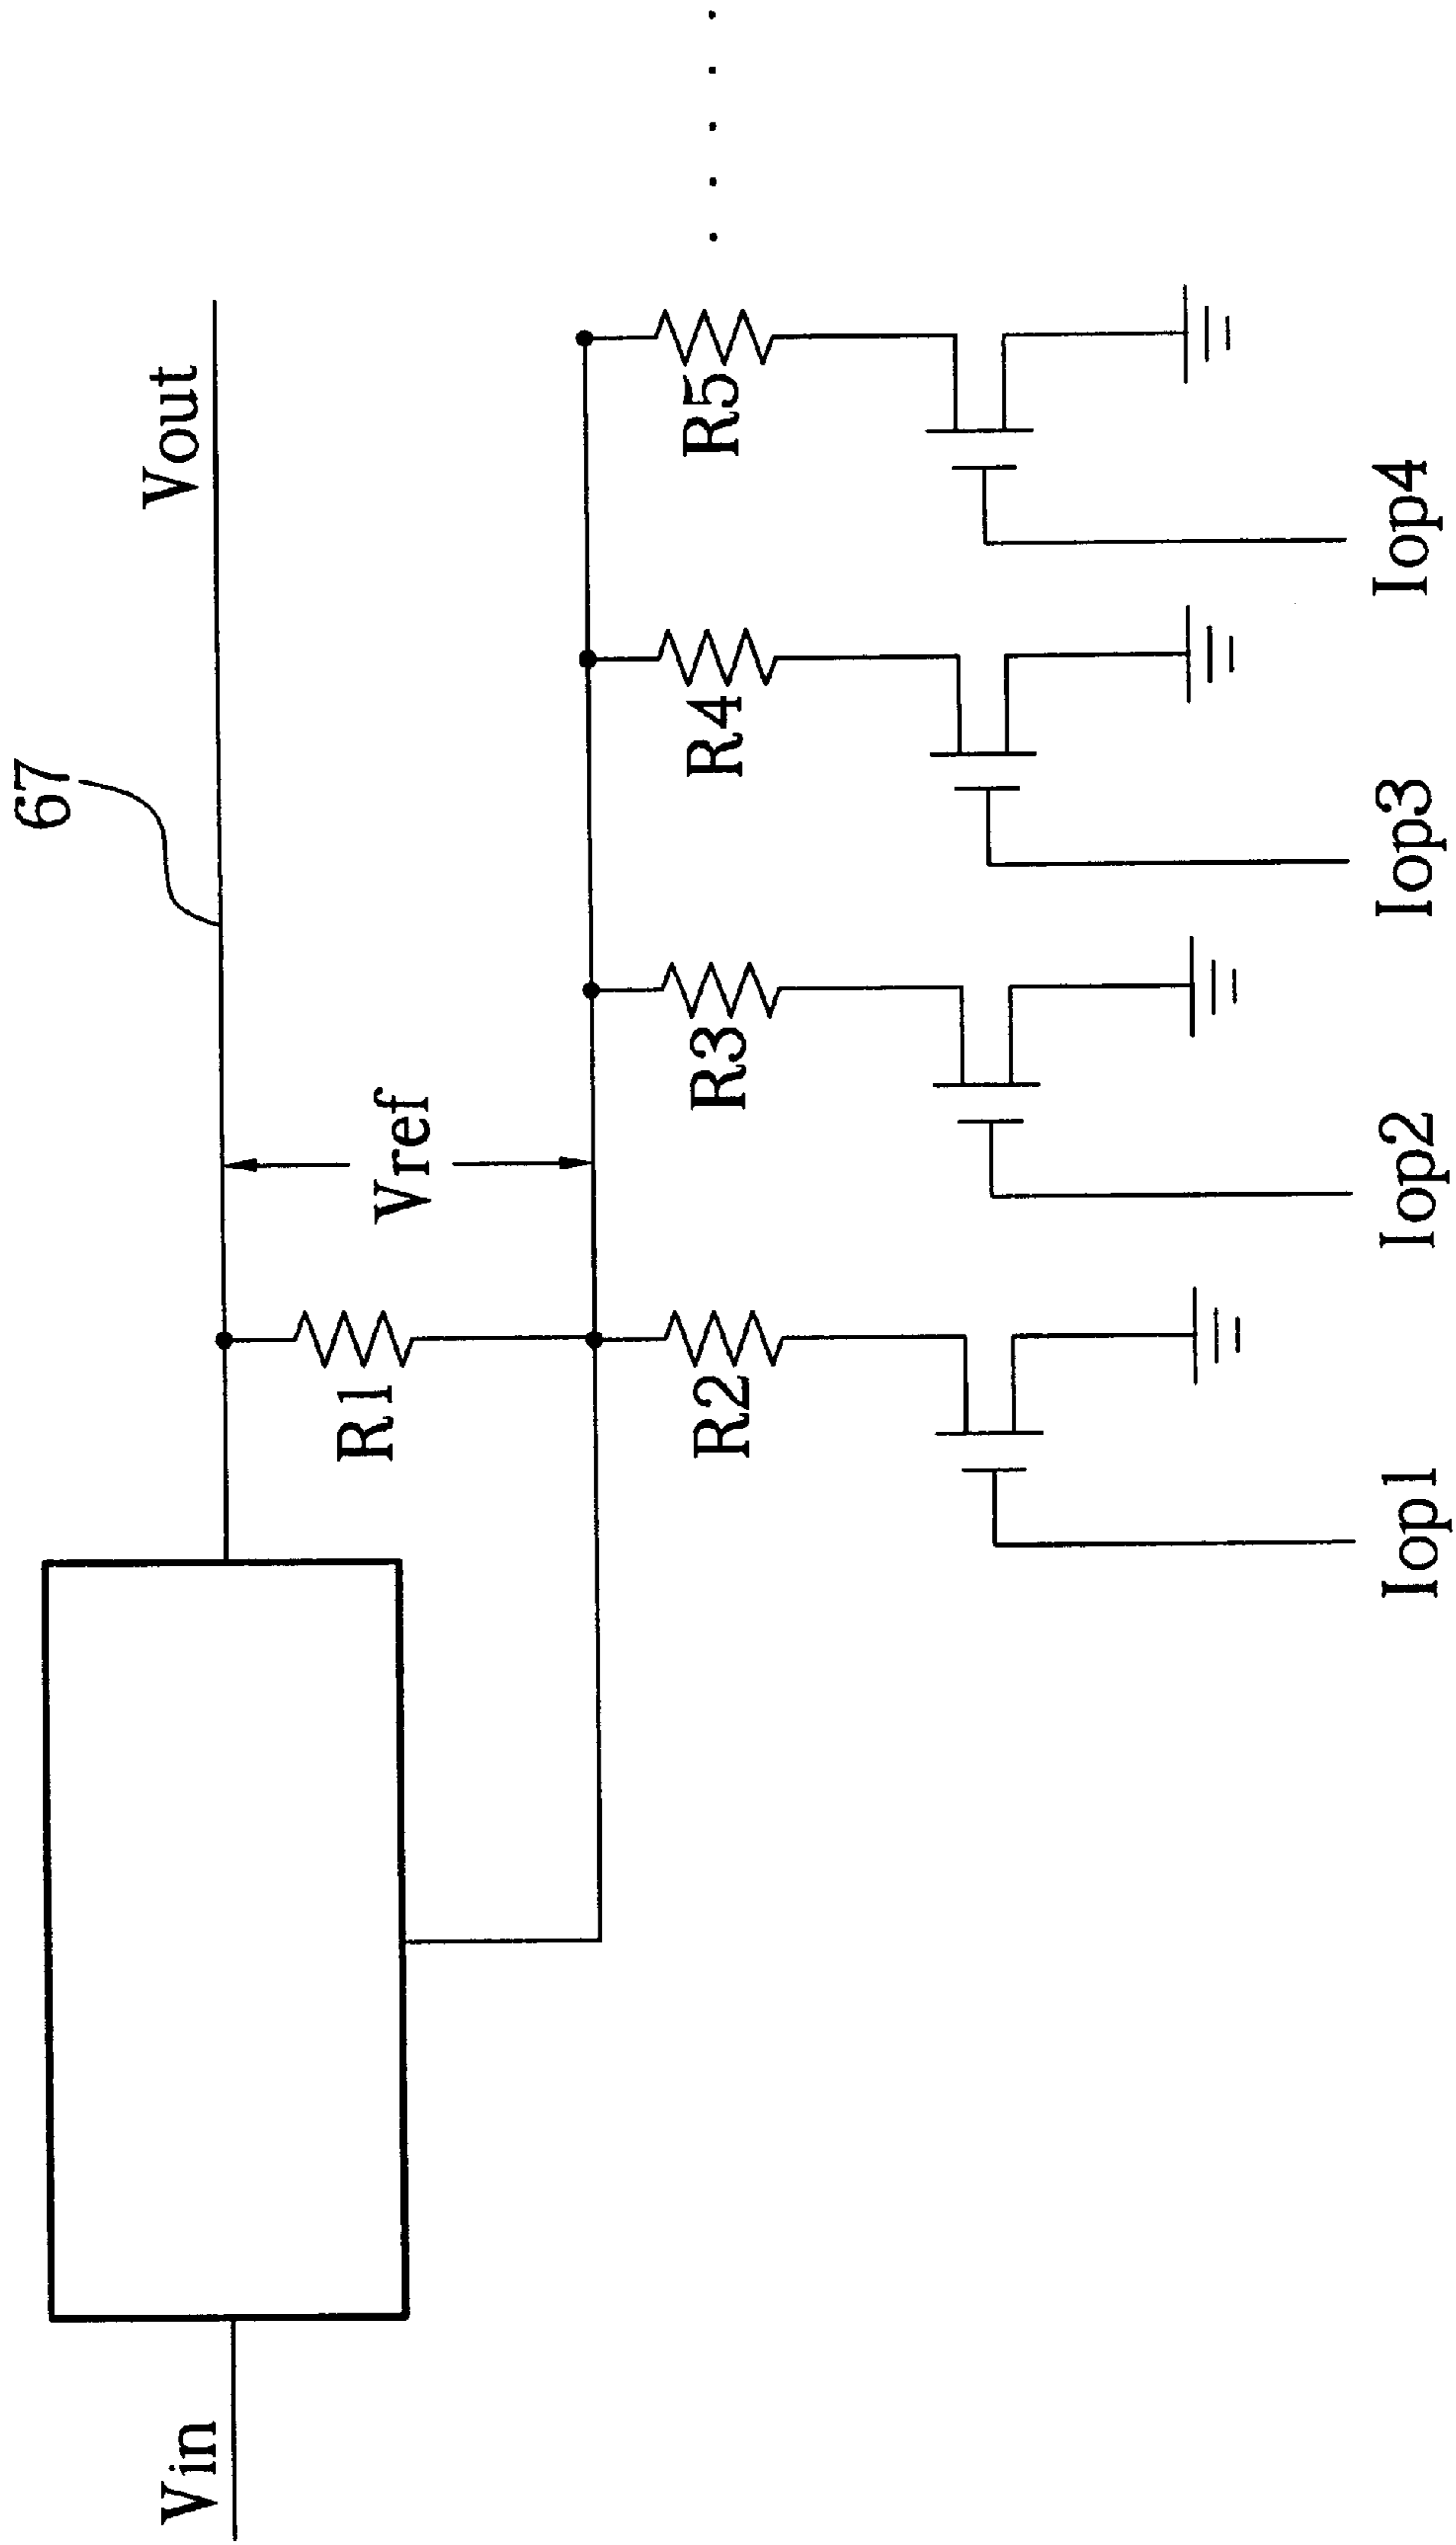 67
Vin
Vout
R1
Vref
R2
R3
R4
R5
Iop1
Iop2
Iop3
Iop4